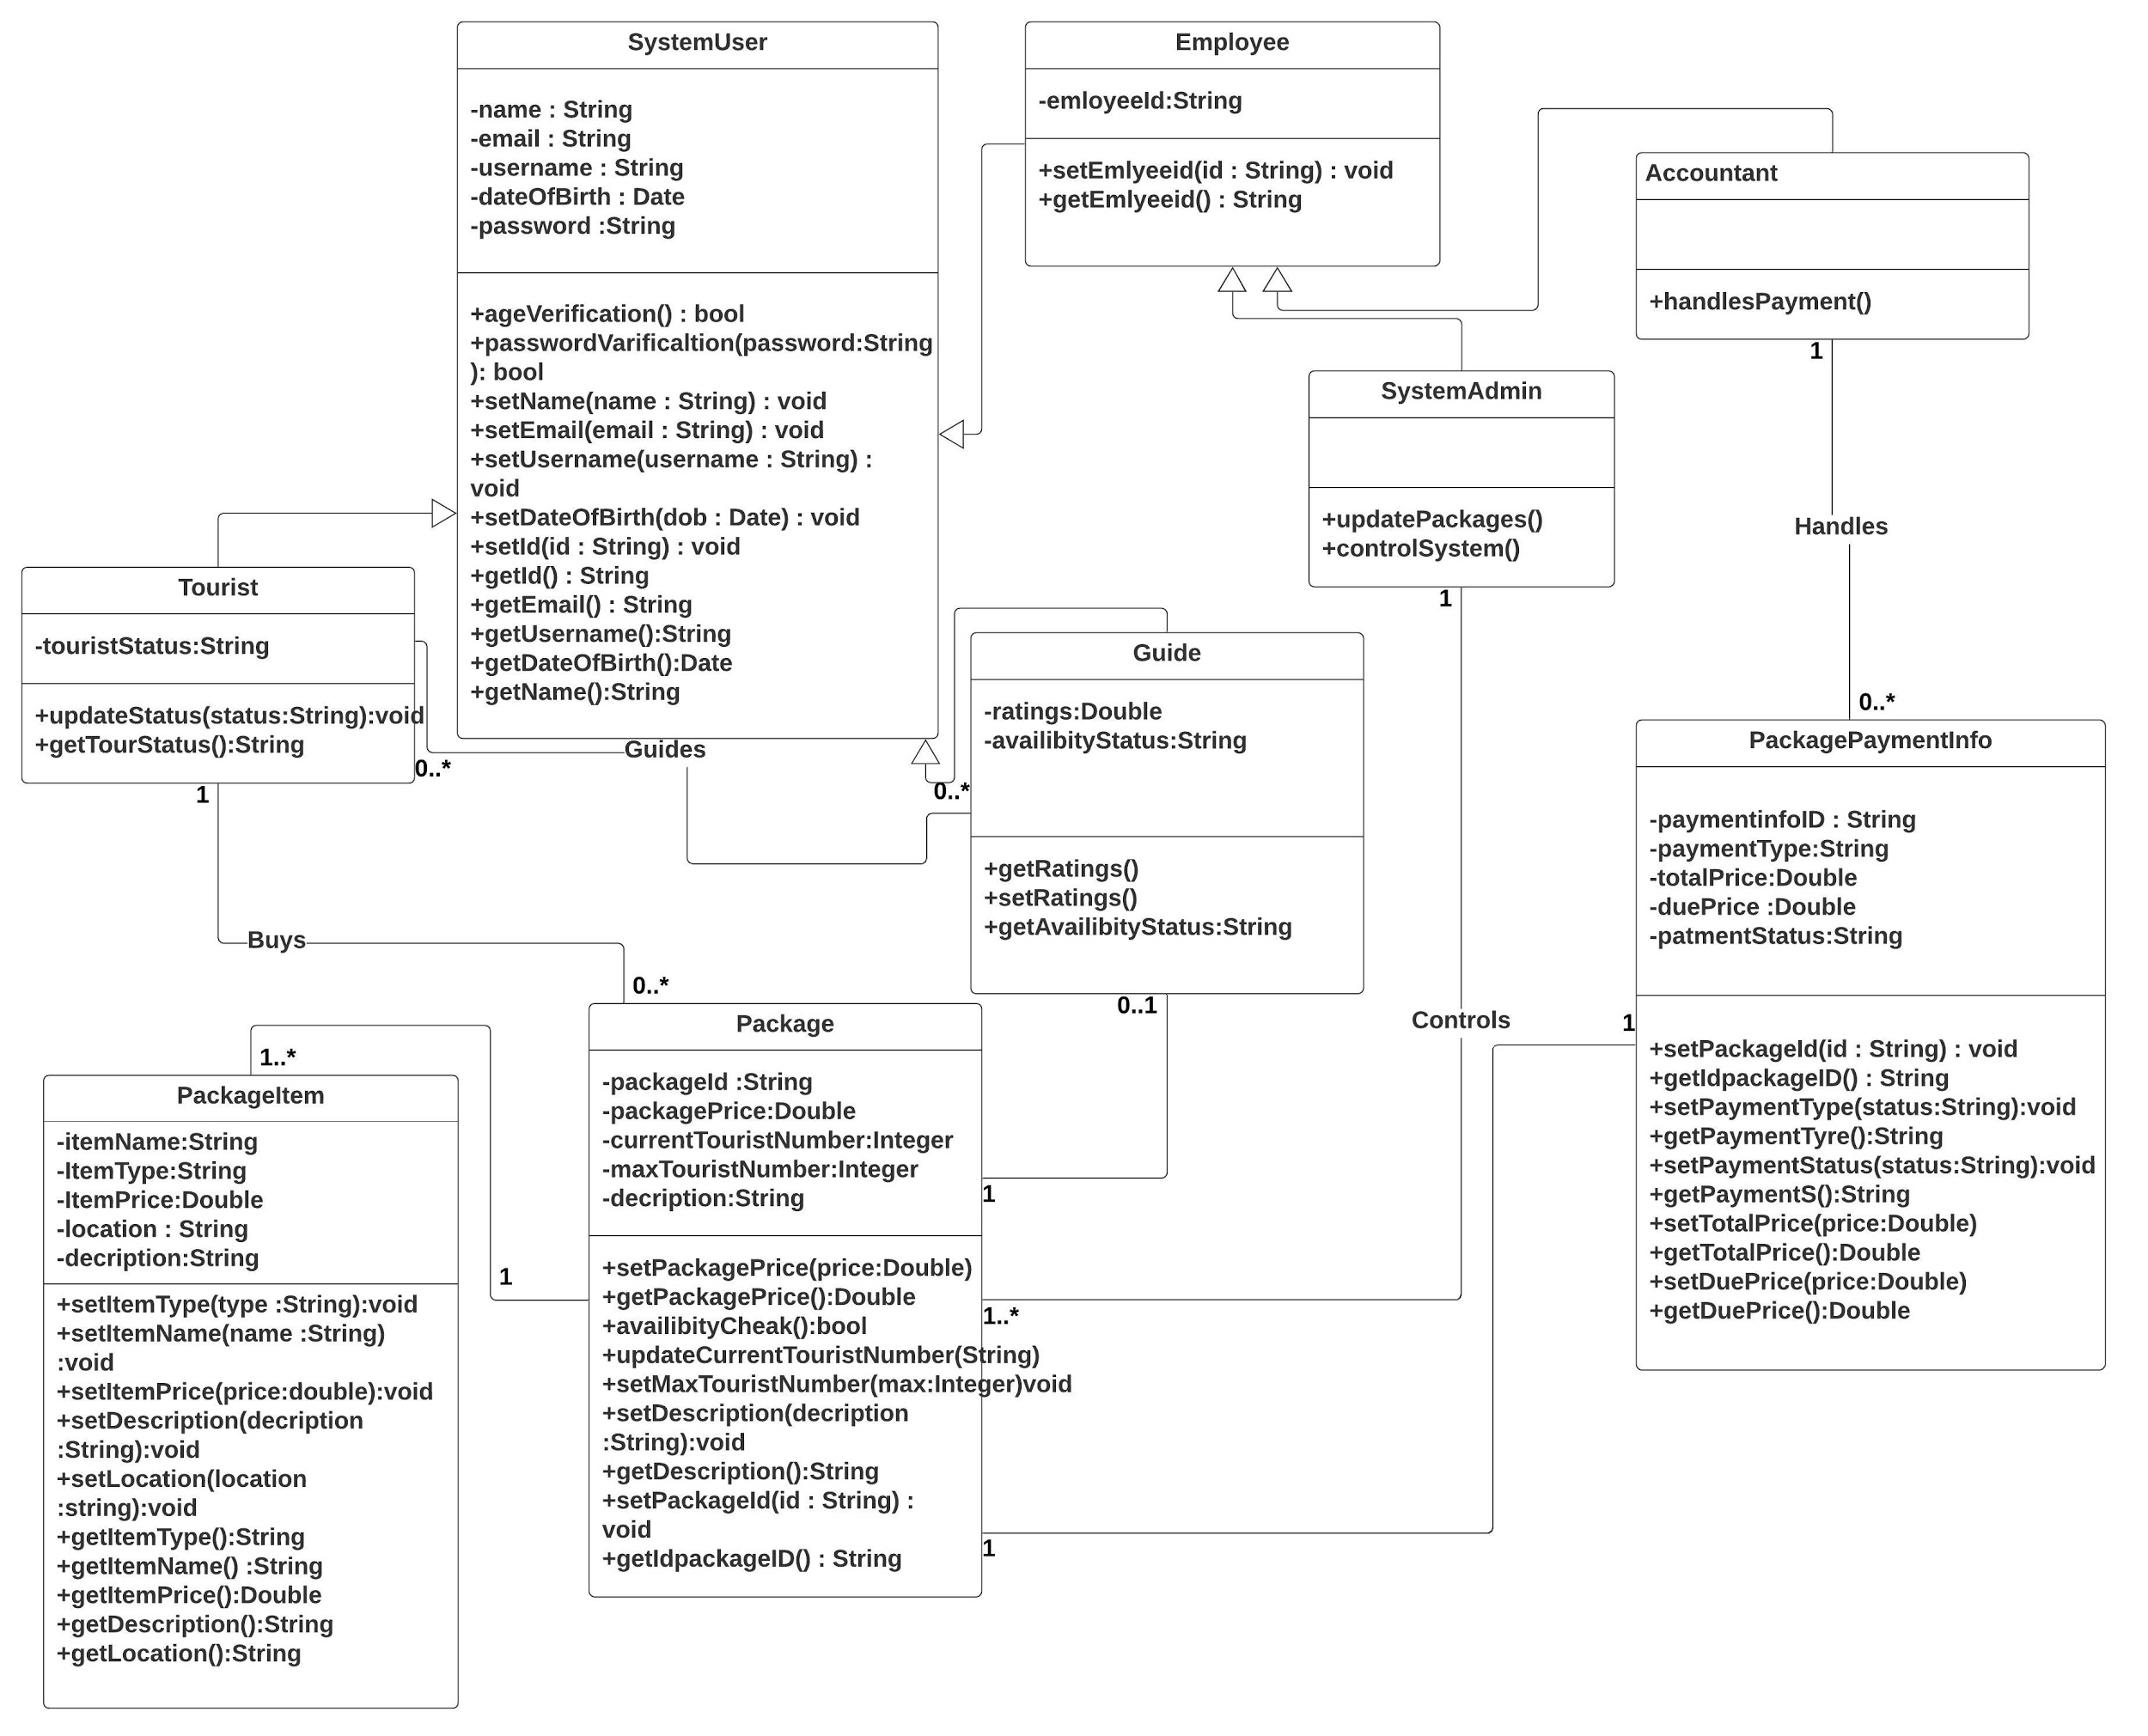 SystemUser
-name : String
-email : String
-username : String
-dateOfBirth : Date
-password :String
+ageVerification() : bool
+passwordVarificaltion(password:String
): bool
+setName(name : String) : void
+setEmail(email : String) : void
+setUsername(username : String) :
void
+setDateOfBirth(dob : Date) : void
+setId(id : String) : void
+getId() : String
+getEmail() : String
+getUsername():String
+getDateOfBirth():Date
+getName():String
Employee
-emloyeeId:String
+setEmlyeeid(id : String) : void
+getEmlyeeid() : String
Accountant
+handlesPayment()
1
Handles
0..*
SystemAdmin
+updatePackages()
+controlSystem()
1
Controls
1..*
Tourist
-touristStatus:String
+updateStatus(status:String):void
+getTourStatus():String
0..*
Guides
0..*
1
Buys
0..*
Guide
-ratings:Double
-availibityStatus:String
+getRatings()
+setRatings()
+getAvailibityStatus:String
0..1
1
PackagePaymentInfo
-paymentinfoID : String
-paymentType:String
-totalPrice:Double
-duePrice :Double
-patmentStatus:String
+setPackageId(id : String) : void
+getIdpackageID() : String
+setPaymentType(status:String):void
+getPaymentTyre():String
+setPaymentStatus(status:String):void
+getPaymentS():String
+setTotalPrice(price:Double)
+getTotalPrice():Double
+setDuePrice(price:Double)
+getDuePrice():Double
1
1
Package
-packageId :String
-packagePrice:Double
-currentTouristNumber:Integer
-maxTouristNumber:Integer
-decription:String
+setPackagePrice(price:Double)
+getPackagePrice():Double
+availibityCheak():bool
+updateCurrentTouristNumber(String)
+setMaxTouristNumber(max:Integer)void
+setDescription(decription
:String):void
+getDescription():String
+setPackageId(id : String) :
void
+getIdpackageID() : String
1..*
1
PackageItem
-itemName:String
-ItemType:String
-ItemPrice:Double
-location : String
-decription:String
+setItemType(type :String):void
+setItemName(name :String)
:void
+setItemPrice(price:double):void
+setDescription(decription
:String):void
+setLocation(location
:string):void
+getItemType():String
+getItemName() :String
+getItemPrice():Double
+getDescription():String
+getLocation():String